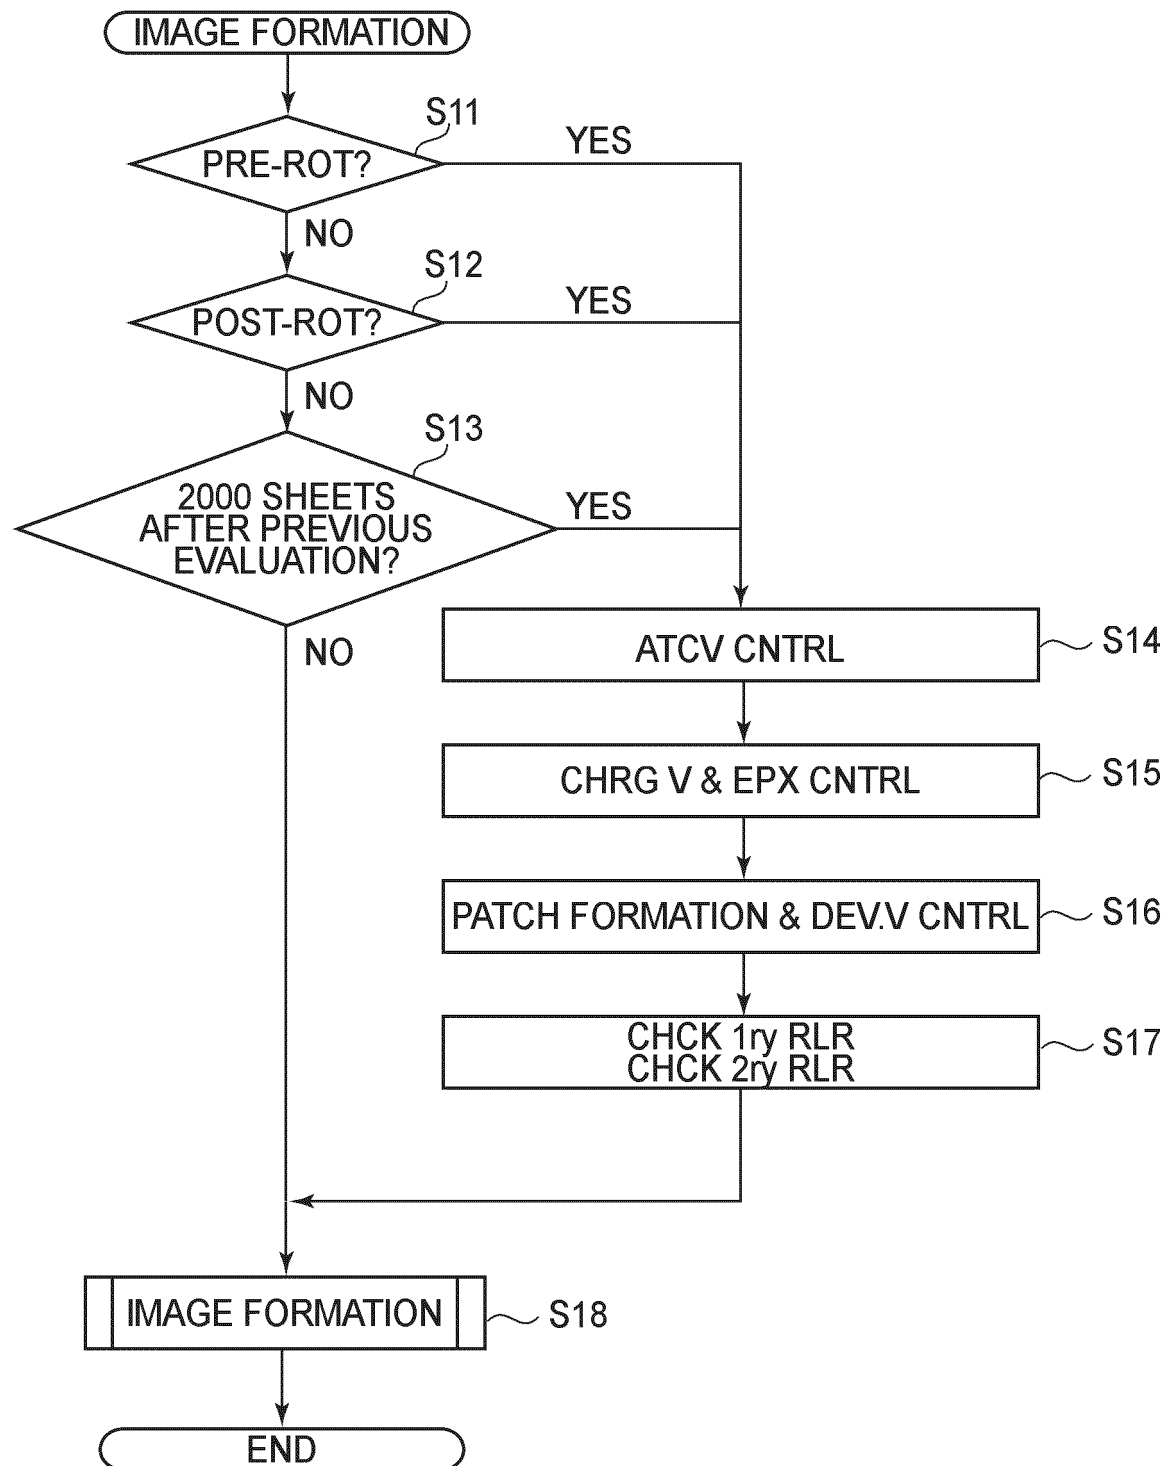 IMAGE FORMATION
S11
PRE-ROT?
YES
NO
S12
POST-ROT?
YES
NO
S13
2000 SHEETS
AFTER PREVIOUS
EVALUATION?
YES
NO
ATCV CNTRL
S14
CHRG V & EPX CNTRL
S15
PATCH FORMATION & DEV.V CNTRL
S16
CHCK 1ry RLR
CHCK 2ry RLR
S17
IMAGE FORMATION
S18
END